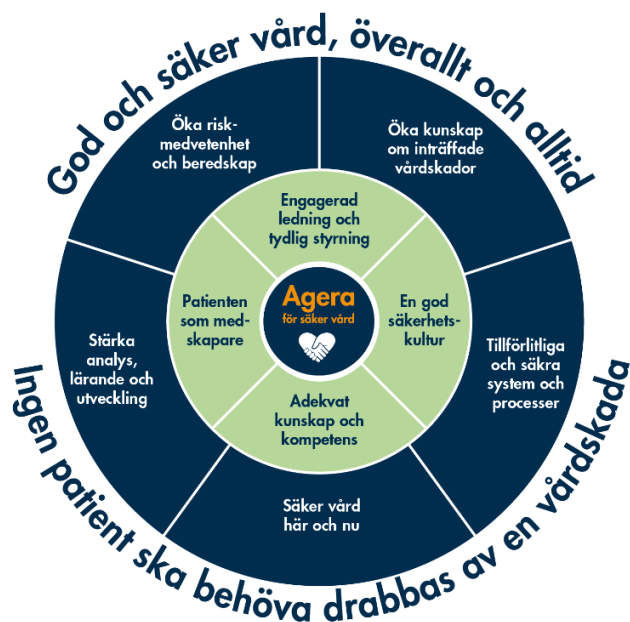 God och säker vård, överallt och alltid
Öka risk-
medvetenhet
och beredskap
Öka kunskap
om inträffade
vårdskador
Engagerad
ledning och
tydlig styrning
Patienten
som med-
skapare
Agera
för säker vård
En god
säkerhets-
kultur
Stärka
analys,
lärande och
utveckling
Tillförlitliga
och säkra
system och
processer
Adekvat
kunskap och
kompetens
Säker vård
här och nu
Ingen patient ska behöva drabbas av en vårdskada